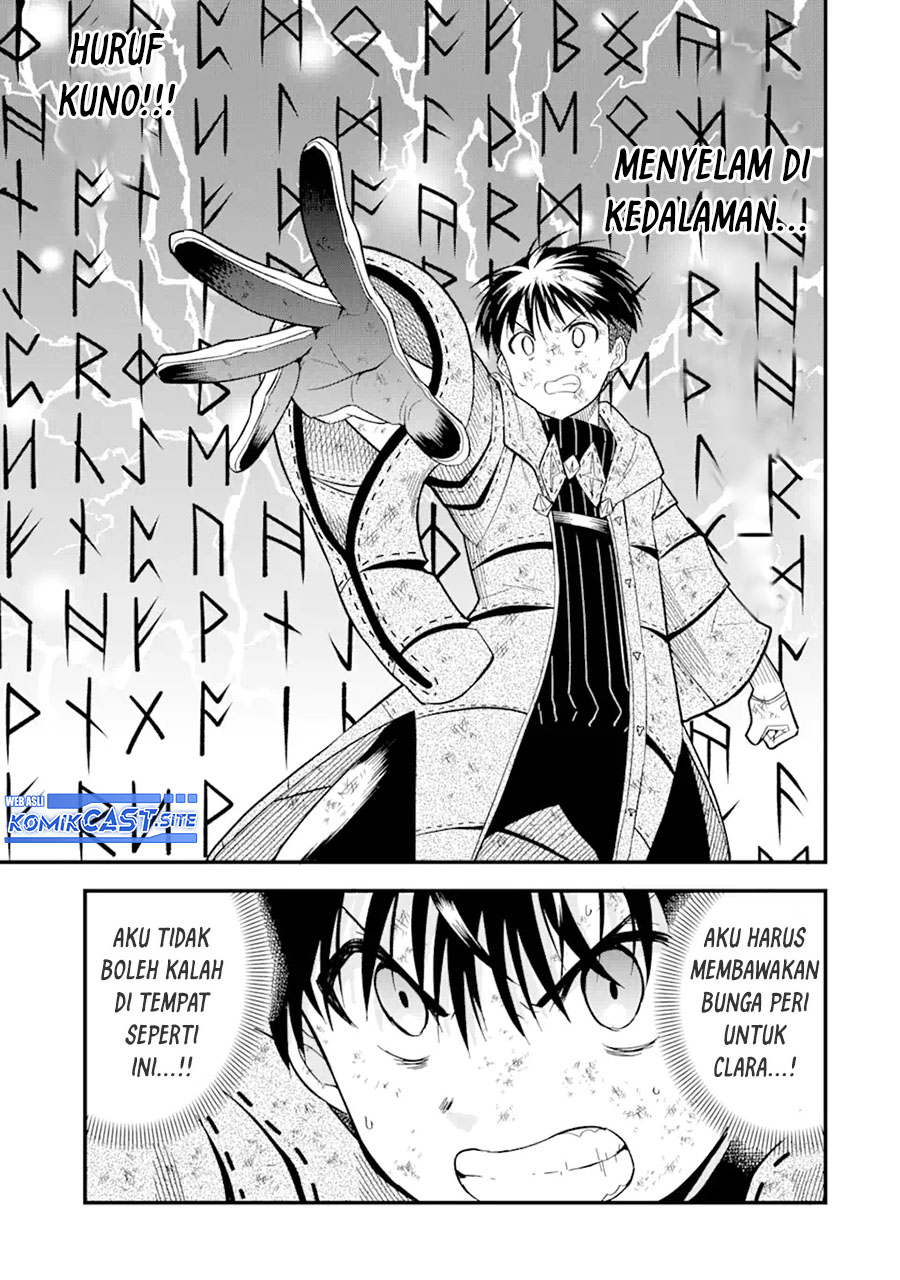 MENYELAM DI
KEDALAMAN...
HURUF
KUNO!!!
WEB ASLI
KOMIKCAST.SITE
AKU HARUS
MEMBAWAKAN
BUNGA PERI
UNTUK
CLARA...!
AKU TIDAK
BOLEH KALAH
DI TEMPAT
SEPERTI
INI...!!